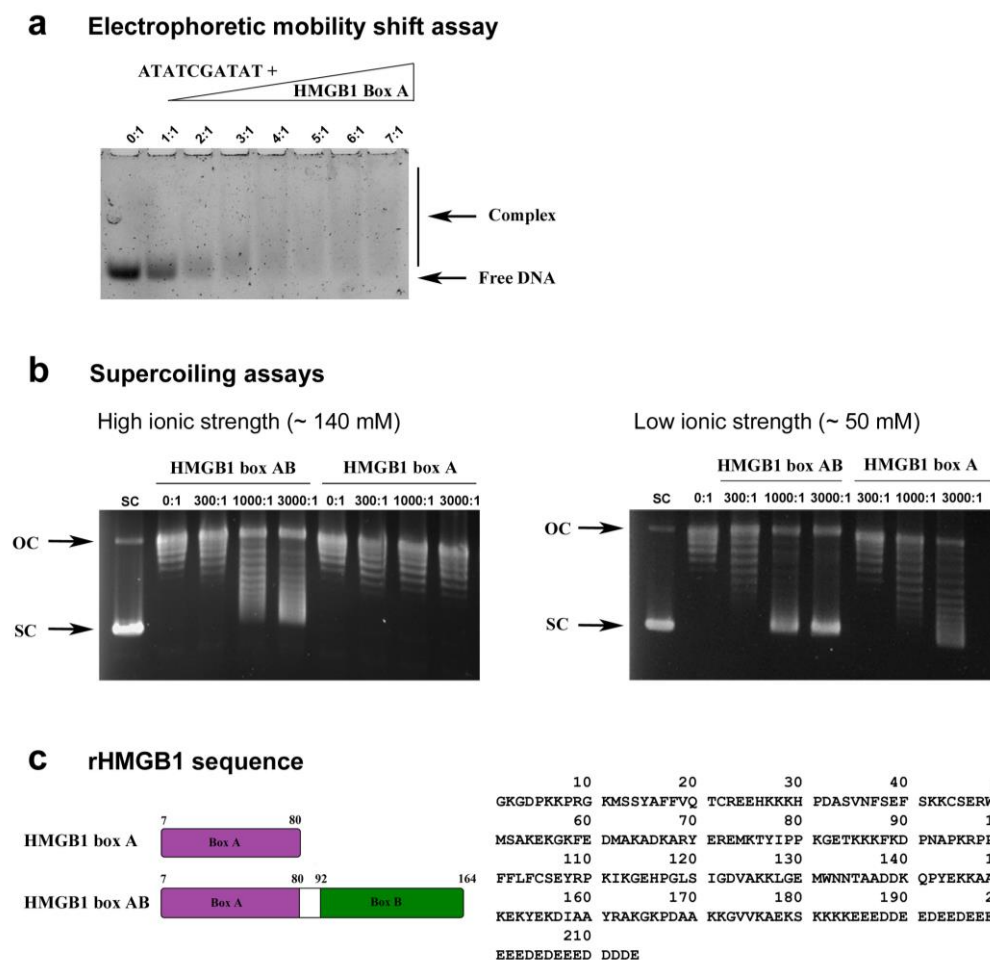 a Electrophoretic mobility shift assay
ATATCGATAT +
HMGB1 Box A
0:1 1:1 2:1 3:1 4:1 5:1 6:1 7:1
Complex
Free DNA
b Supercoiling assays
High ionic strength (~ 140 mM)
HMGB1 box AB HMGB1 box A
SC 0:1 300:1 1000:1 3000:1 0:1 300:1 1000:1 3000:1
OC
SC
Low ionic strength (~ 50 mM)
HMGB1 box AB HMGB1 box A
SC 0:1 300:1 1000:1 3000:1 300:1 1000:1 3000:1
OC
SC
c rHMGB1 sequence
7 80
HMGB1 box A Box A
7 80 92 164
HMGB1 box AB Box A Box B
10 20 30 40
GKGDPKKPRG KMSSYAFFVQ TCREEHKKKH PDASVNFSEF SKKCSERW
60 70 80 90 1
MSAKEKGKFE DMAKADKARY EREMKTYIPP KGETKKKFKD PNAPKRPP
110 120 130 140 1
FFLFCSEYRP KIKGEHPGLS IGDVAKKLGE MWNNTAADDK QPYEKKAA
160 170 180 190 2
KEKYEKDIAA YRAKGKPDAA KKGVVKAEKS KKKKEEEDDE EDEEDEEE
210
EEEDEDEEED DDDE